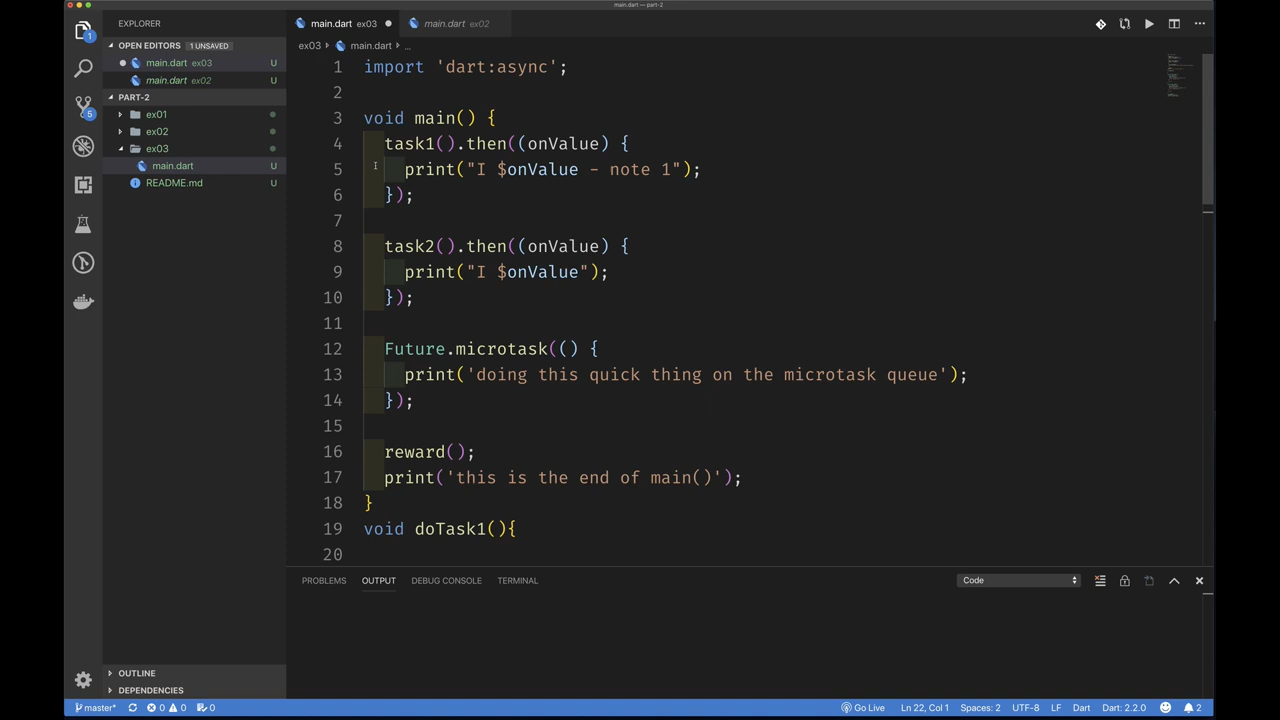 main.dart — part-2
EXPLORER
main.dart ex03
main.dart ex02
OPEN EDITORS 1 UNSAVED
ex03 main.dart ...
main.dart ex03 U
main.dart ex02 U
PART-2
ex01
ex02
ex03
main.dart U
README.md U
1
5
1 import 'dart:async';
2
3 void main() {
4 task1().then((onValue) {
5 print("I $onValue - note 1");
6 });
7
8 task2().then((onValue) {
9 print("I $onValue");
10 });
11
12 Future.microtask(() {
13 print('doing this quick thing on the microtask queue');
14 });
15
16 reward();
17 print('this is the end of main()');
18 }
19 void doTask1(){
20
PROBLEMS OUTPUT DEBUG CONSOLE TERMINAL Code
OUTLINE
DEPENDENCIES
master* 0 0 0 Go Live Ln 22, Col 1 Spaces: 2 UTF-8 LF Dart Dart: 2.2.0 2